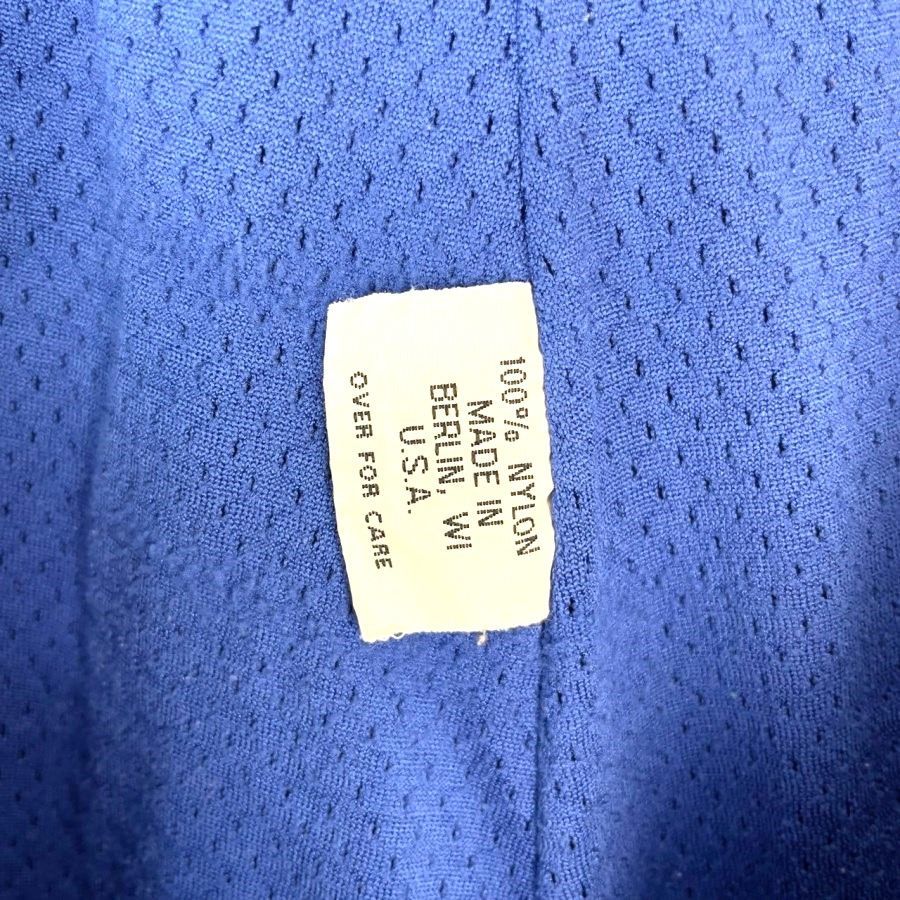 100% NYLON
MADE IN
BERLIN, WI
U.S.A.
OVER FOR CARE